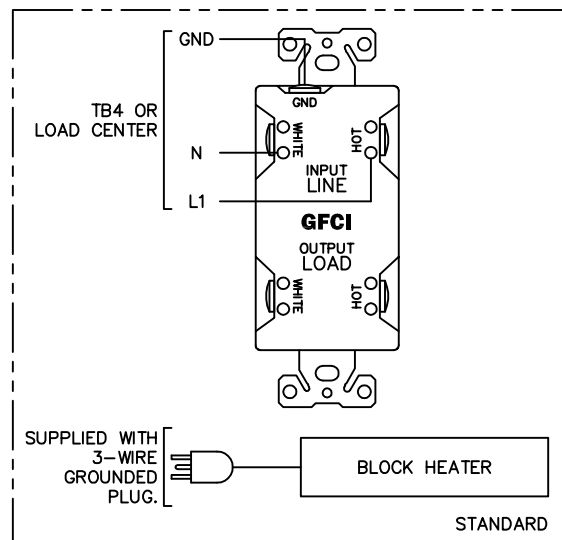 GND
TB4 OR
LOAD CENTER
N
L1
GND
WHITE
HOT
INPUT
LINE
GFCI
OUTPUT
LOAD
WHITE
HOT
SUPPLIED WITH
3-WIRE
GROUNDED
PLUG.
BLOCK HEATER
STANDARD